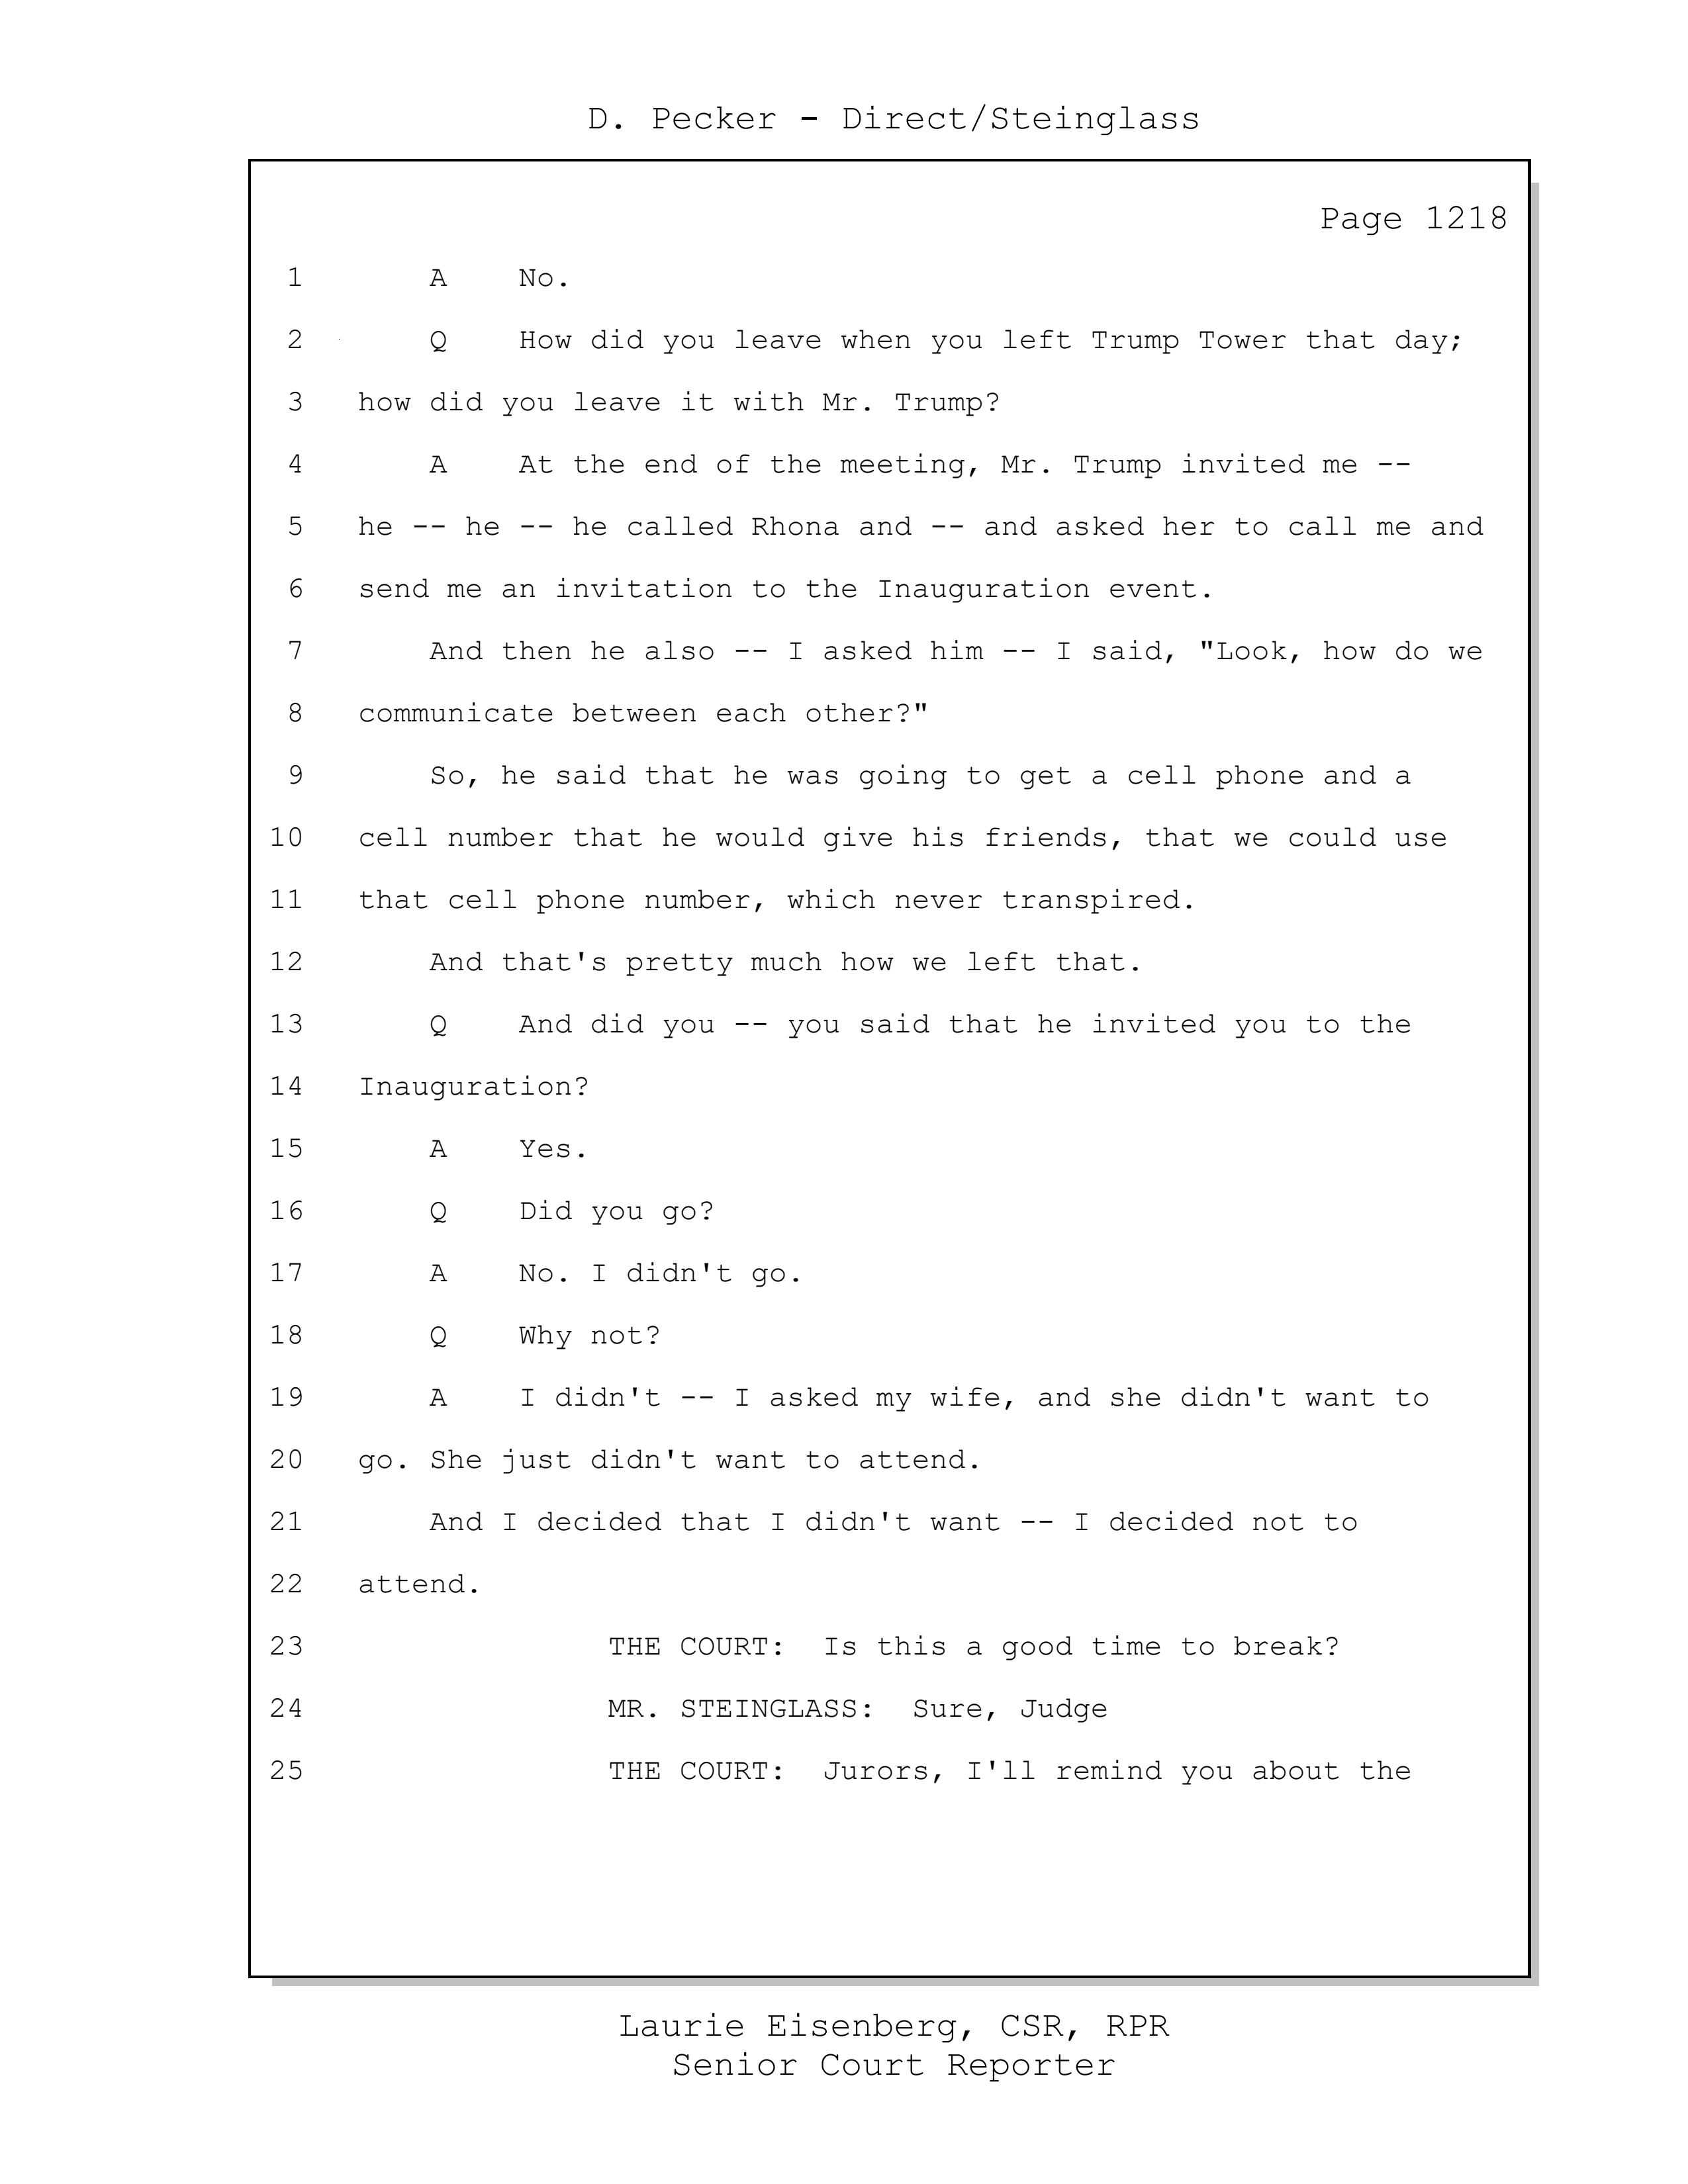 D. Pecker - Direct/Steinglass
Page 1218
1 A No.
2 Q How did you leave when you left Trump Tower that day;
3 how did you leave it with Mr. Trump?
4 A At the end of the meeting, Mr. Trump invited me --
5 he -- he -- he called Rhona and -- and asked her to call me and
6 send me an invitation to the Inauguration event.
7 And then he also -- I asked him -- I said, "Look, how do we
8 communicate between each other?"
9 So, he said that he was going to get a cell phone and a
10 cell number that he would give his friends, that we could use
11 that cell phone number, which never transpired.
12 And that's pretty much how we left that.
13 Q And did you -- you said that he invited you to the
14 Inauguration?
15 A Yes.
16 Q Did you go?
17 A No. I didn't go.
18 Q Why not?
19 A I didn't -- I asked my wife, and she didn't want to
20 go. She just didn't want to attend.
21 And I decided that I didn't want -- I decided not to
22 attend.
23 THE COURT: Is this a good time to break?
24 MR. STEINGLASS: Sure, Judge
25 THE COURT: Jurors, I'll remind you about the
Laurie Eisenberg, CSR, RPR
Senior Court Reporter